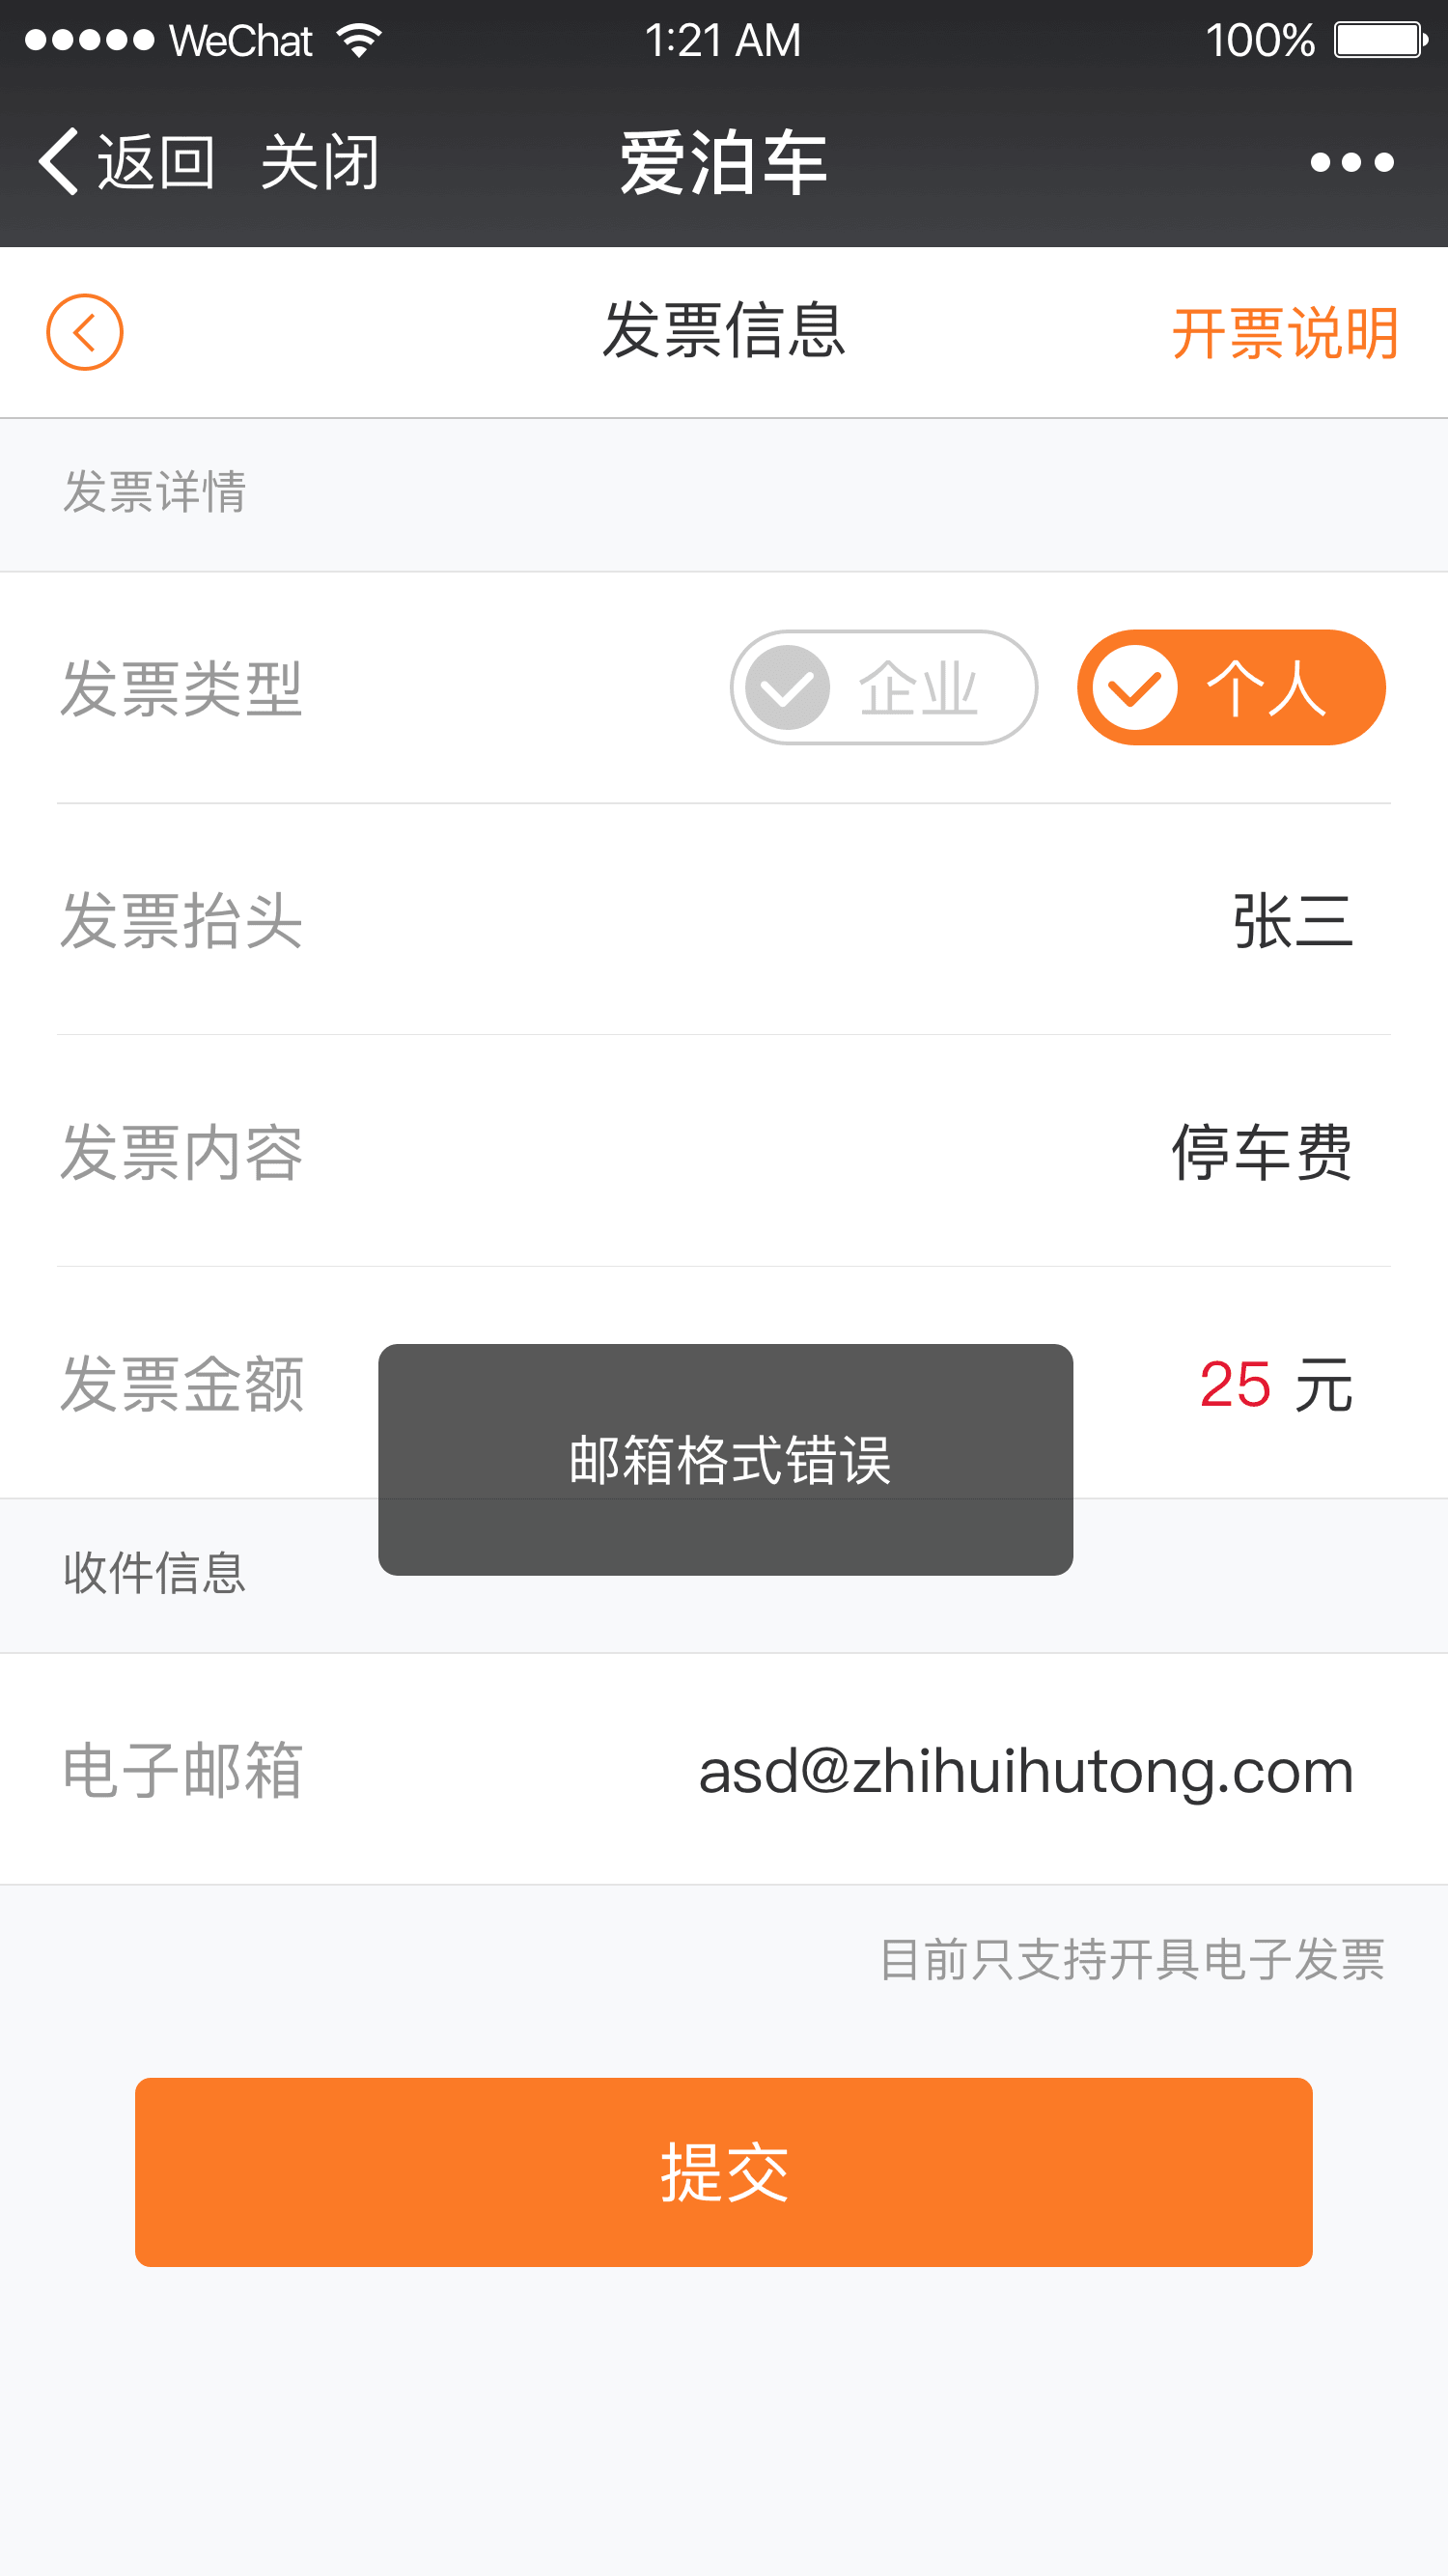 WeChat 1:21 AM 100%
返回 关闭 爱泊车
发票信息 开票说明
发票详情
发票类型 企业 个人
发票抬头 张三
发票内容 停车费
发票金额 25 元
邮箱格式错误
收件信息
电子邮箱 asd@zhihuihutong.com
目前只支持开具电子发票
提交